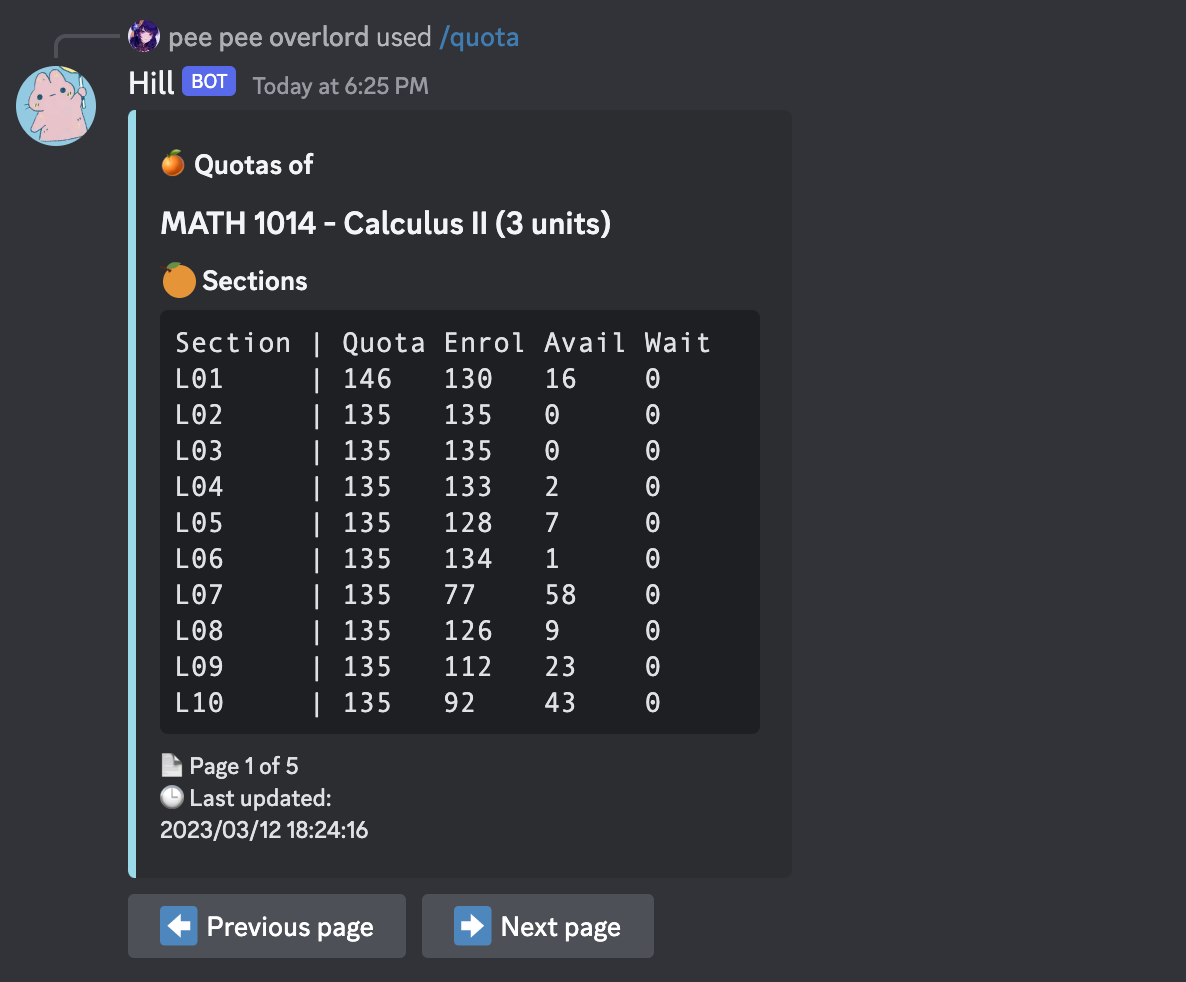 pee pee overlord used /quota
Hill BOT Today at 6:25 PM
Quotas of
MATH 1014 - Calculus II (3 units)
Sections
Section | Quota Enrol Avail Wait
L01 | 146 130 16 0
L02 | 135 135 0 0
L03 | 135 135 0 0
L04 | 135 133 2 0
L05 | 135 128 7 0
L06 | 135 134 1 0
L07 | 135 77 58 0
L08 | 135 126 9 0
L09 | 135 112 23 0
L10 | 135 92 43 0
Page 1 of 5
Last updated:
2023/03/12 18:24:16
Previous page Next page